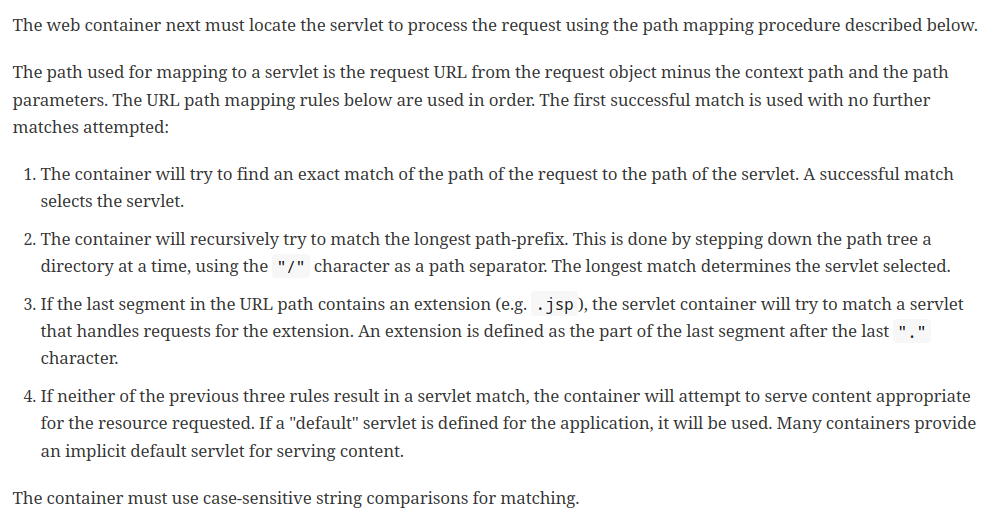 The web container next must locate the servlet to process the request using the path mapping procedure described below.
The path used for mapping to a servlet is the request URL from the request object minus the context path and the path
parameters. The URL path mapping rules below are used in order. The first successful match is used with no further
matches attempted:
1. The container will try to find an exact match of the path of the request to the path of the servlet. A successful match
selects the servlet.
2. The container will recursively try to match the longest path-prefix. This is done by stepping down the path tree a
directory at a time, using the "/" character as a path separator. The longest match determines the servlet selected.
3. If the last segment in the URL path contains an extension (e.g. .jsp ), the servlet container will try to match a servlet
that handles requests for the extension. An extension is defined as the part of the last segment after the last "."
character.
4. If neither of the previous three rules result in a servlet match, the container will attempt to serve content appropriate
for the resource requested. If a "default" servlet is defined for the application, it will be used. Many containers provide
an implicit default servlet for serving content.
The container must use case-sensitive string comparisons for matching.